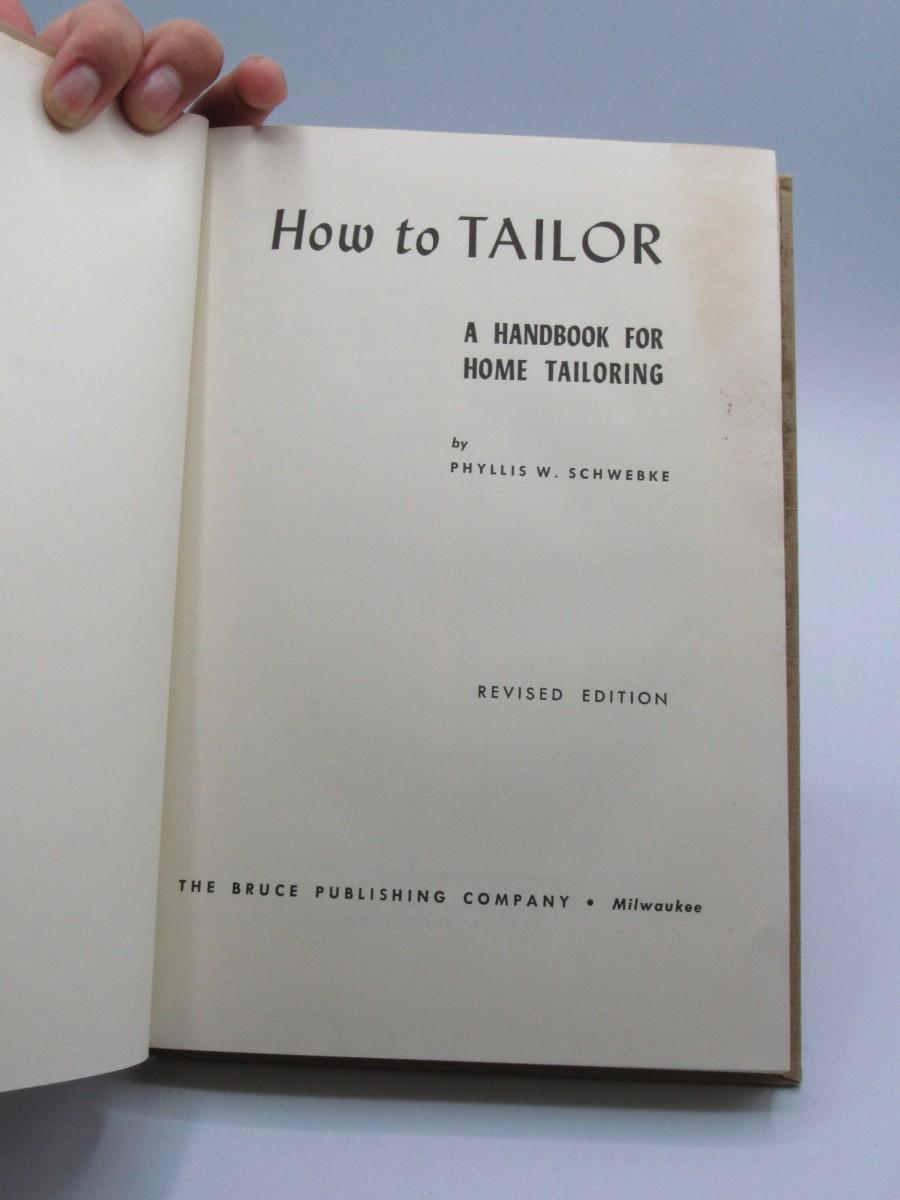 How to TAILOR
A HANDBOOK FOR
HOME TAILORING
by
PHYLLIS W. SCHWEBKE
REVISED EDITION
THE BRUCE PUBLISHING COMPANY • Milwaukee